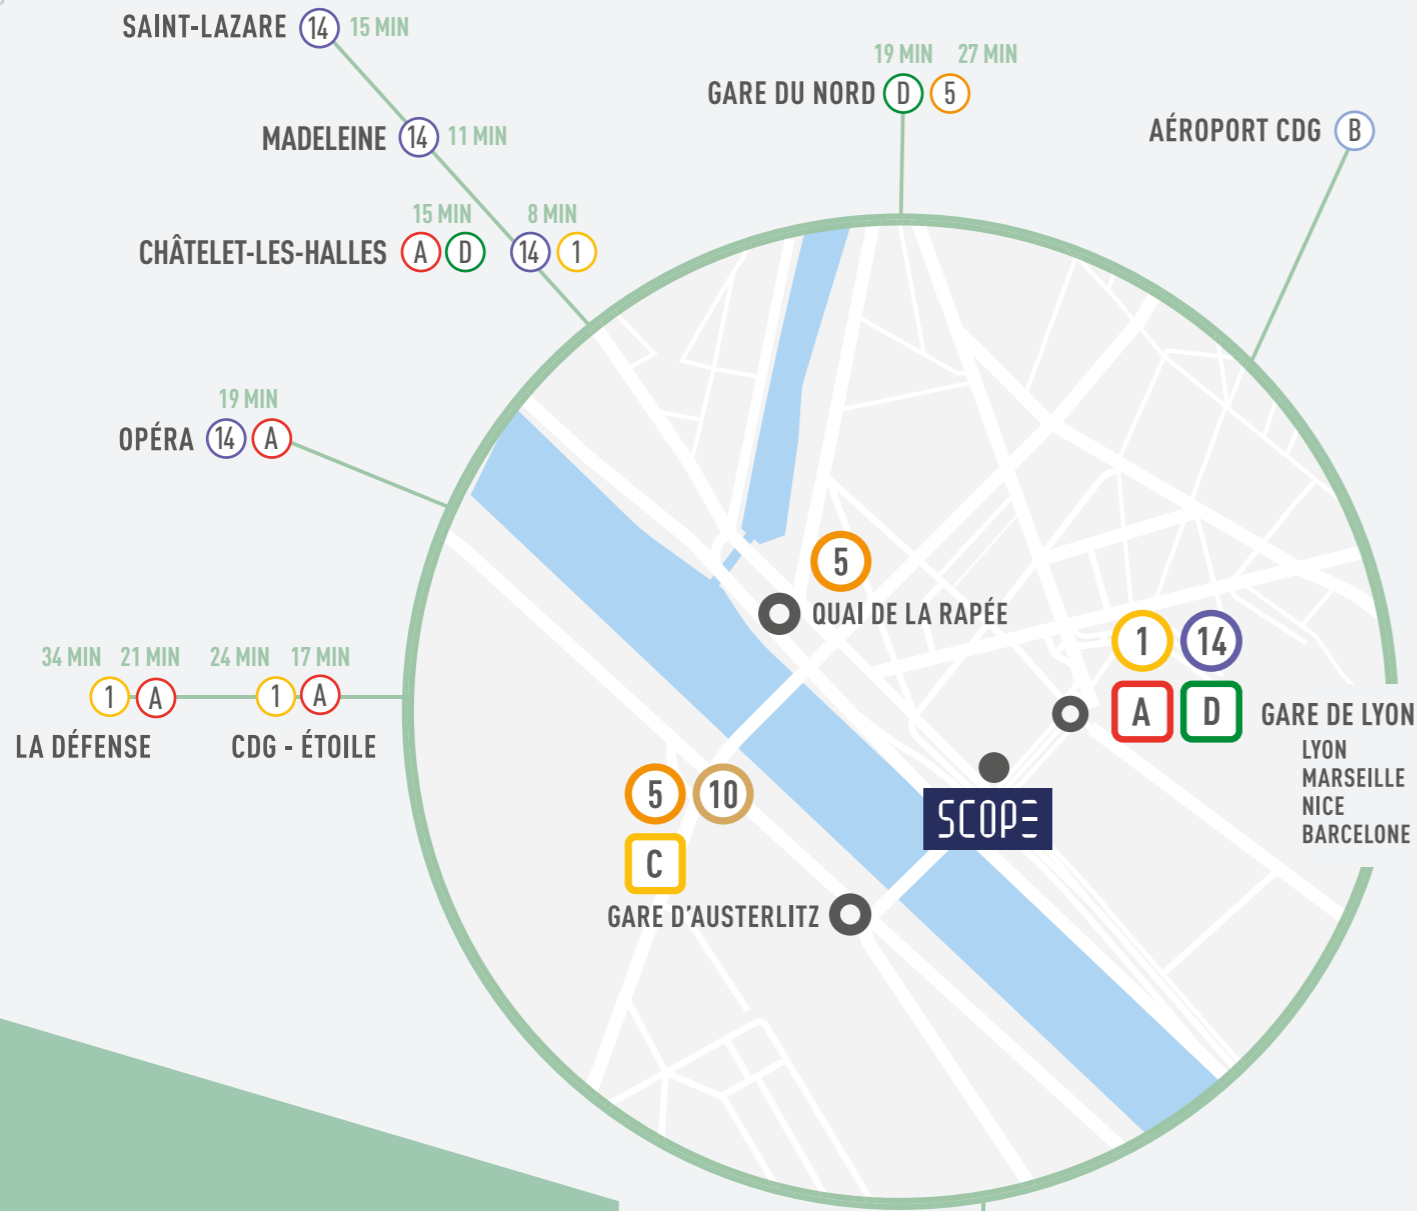 SAINT-LAZARE 14 15 MIN
19 MIN 27 MIN
GARE DU NORD D 5
AÉROPORT CDG B
MADELEINE 14 11 MIN
15 MIN 8 MIN
CHÂTELET-LES-HALLES A D 14 1
19 MIN
OPÉRA 14 A
5
QUAI DE LA RAPÉE
34 MIN 21 MIN 24 MIN 17 MIN
1 A 1 A
LA DÉFENSE CDG - ÉTOILE
1 14
A D GARE DE LYON
LYON
MARSEILLE
NICE
BARCELONE
SCOPE
5 10
C
GARE D'AUSTERLITZ